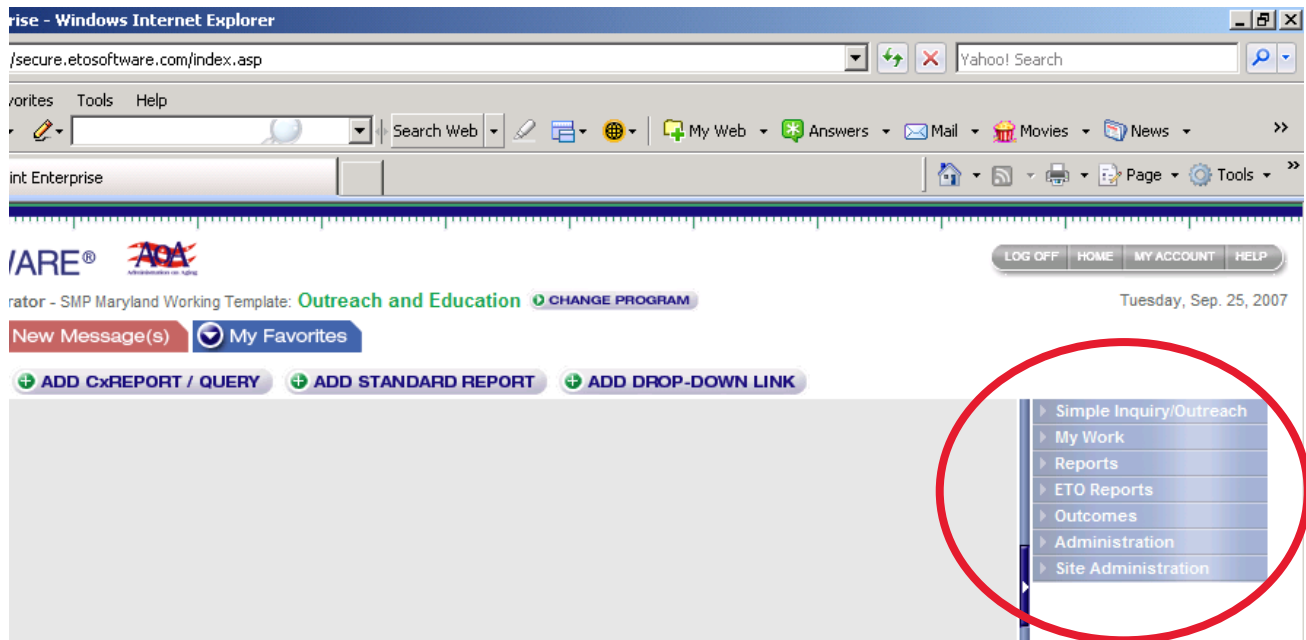 rise - Windows Internet Explorer
/secure.etosoftware.com/index.asp Yahoo! Search
vorites Tools Help
Search Web My Web Answers Mail Movies News »
int Enterprise Page Tools »
/ARE® AOA LOG OFF HOME MY ACCOUNT HELP
Administration on Aging
rator - SMP Maryland Working Template: Outreach and Education CHANGE PROGRAM Tuesday, Sep. 25, 2007
New Message(s) My Favorites
ADD CxREPORT / QUERY ADD STANDARD REPORT ADD DROP-DOWN LINK
Simple Inquiry/Outreach
My Work
Reports
ETO Reports
Outcomes
Administration
Site Administration